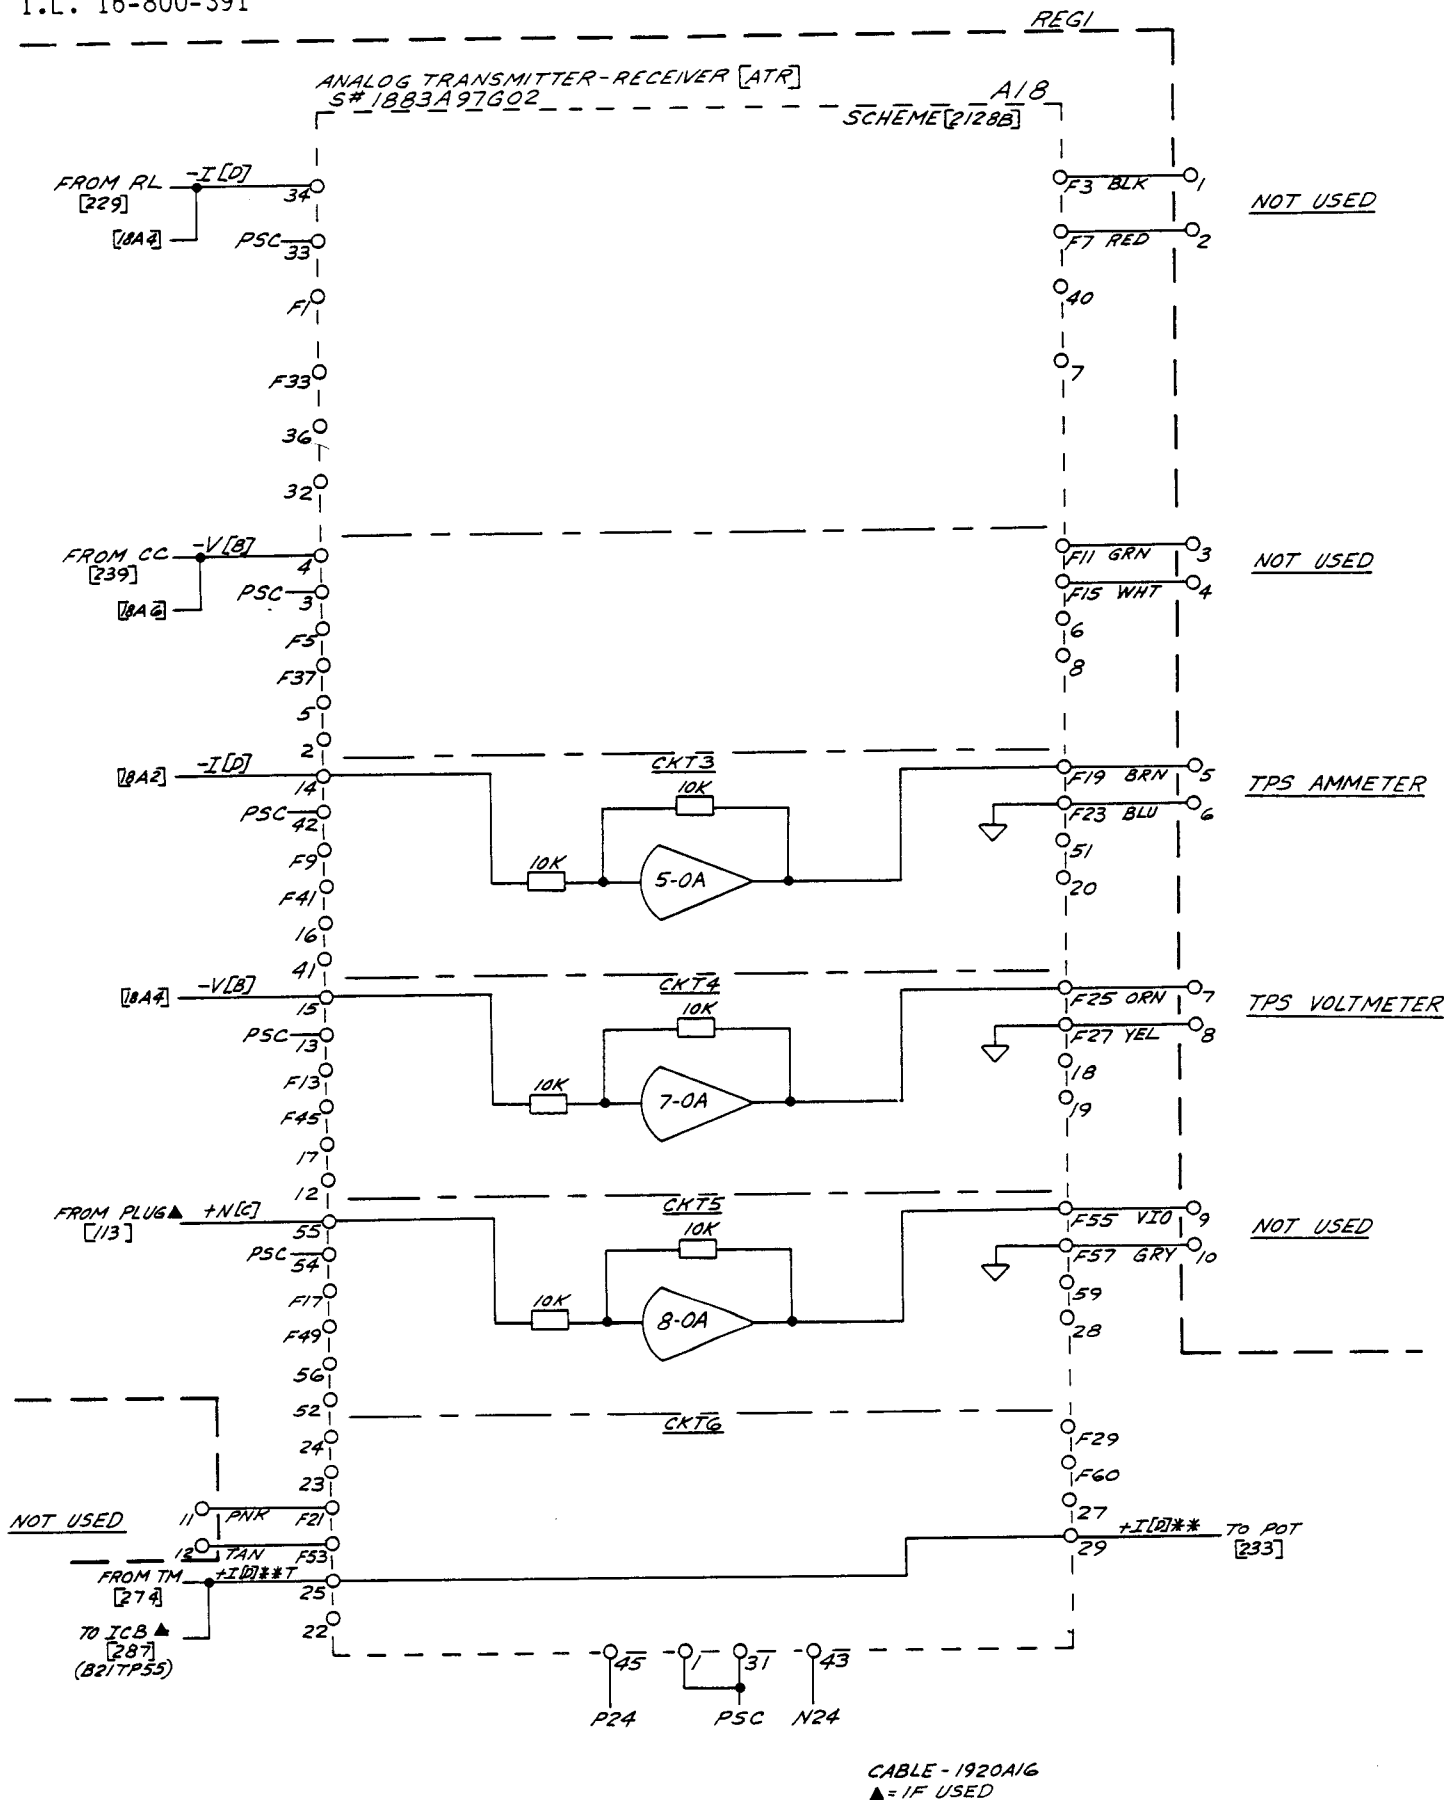 I.L. 16-800-391
REG1
ANALOG TRANSMITTER-RECEIVER [ATR]
S# 1883A97G02
A18
SCHEME [2128B]
FROM RL
[229]
-I[D]
34
[18A4]
PSC
33
F1
F33
36
32
F3 BLK
1
F7 RED
2
NOT USED
40
7
FROM CC
[239]
-V[B]
4
[18A6]
PSC
3
F5
F37
5
2
F11 GRN
3
F15 WHT
4
NOT USED
6
8
[18A2]
-I[D]
14
PSC
42
F9
F41
16
41
CKT3
10K
10K
5-OA
F19 BRN
5
F23 BLU
6
TPS AMMETER
51
20
[18A4]
-V[B]
15
PSC
13
F13
F45
17
12
CKT4
10K
10K
7-OA
F25 ORN
7
F27 YEL
8
TPS VOLTMETER
18
19
FROM PLUG▲
[113]
+N[C]
55
PSC
54
F17
F49
56
52
CKT5
10K
10K
8-OA
F55 VIO
9
F57 GRY
10
NOT USED
59
28
CKT6
24
23
NOT USED
11
PNK
F21
12
TAN
F53
FROM TM
[274]
+I[D]**T
25
TO ICB ▲
[287]
(B21TP55)
22
F29
F60
27
29
+I[D]**
TO POT
[233]
45
1
31
43
P24
PSC
N24
CABLE - 1920A16
▲ = IF USED